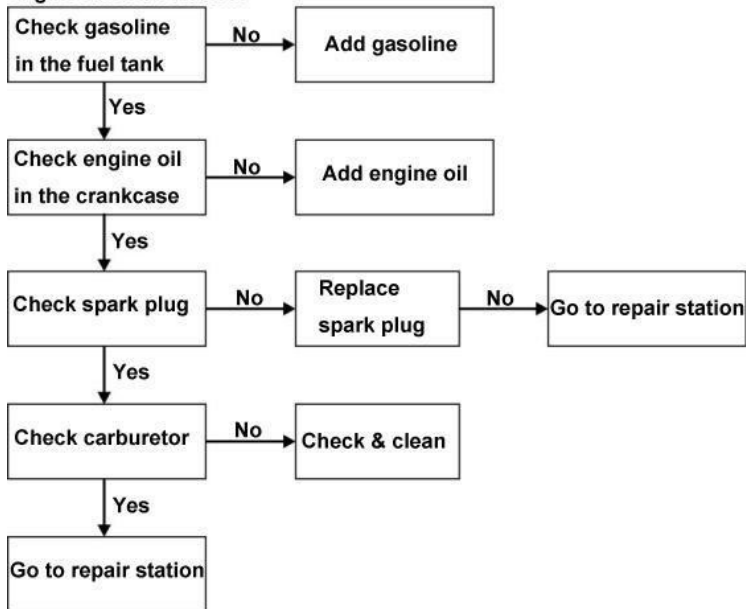 Check gasoline
in the fuel tank
No
Add gasoline
Yes
Check engine oil
in the crankcase
No
Add engine oil
Yes
Check spark plug
No
Replace
spark plug
No
Go to repair station
Yes
Check carburetor
No
Check & clean
Yes
Go to repair station